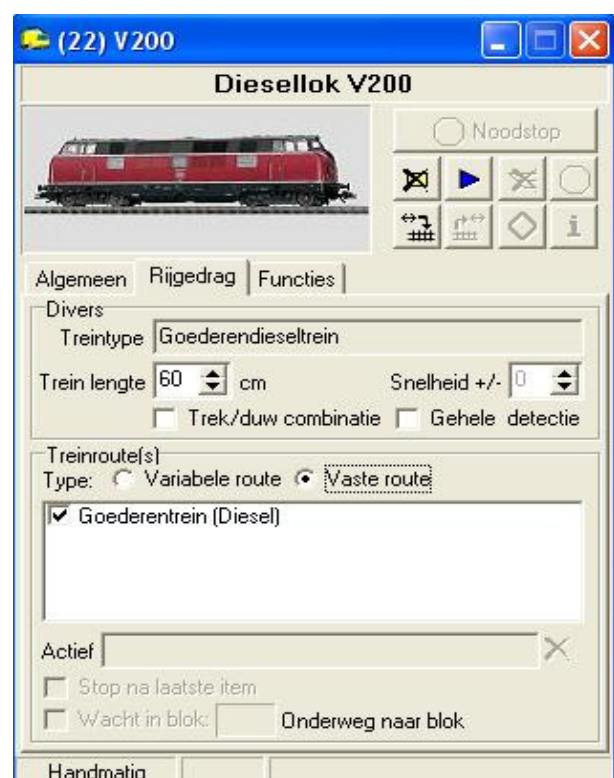 (22) V200
Diesellok V200
Noodstop
Algemeen Rijgedrag Functies
Divers
Treintype Goederendieseltrein
Trein lengte 60 cm Snelheid +/- 0
Trek/duw combinatie Gehele detectie
Treinroute(s)
Type: Variabele route Vaste route
Goederentrein (Diesel)
Actief
Stop na laatste item
Wacht in blok: Onderweg naar blok
Handmatig